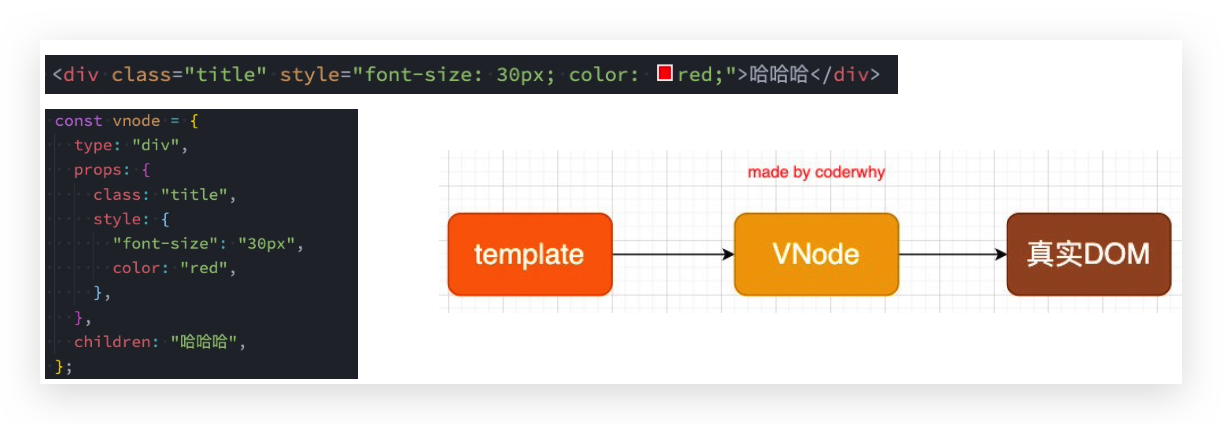 <div class="title" style="font-size: 30px; color: red;">哈哈哈</div>
const vnode = {
  type: "div",
  props: {
    class: "title",
    style: {
      "font-size": "30px",
      color: "red",
    },
  },
  children: "哈哈哈",
};
made by coderwhy
template
VNode
真实DOM